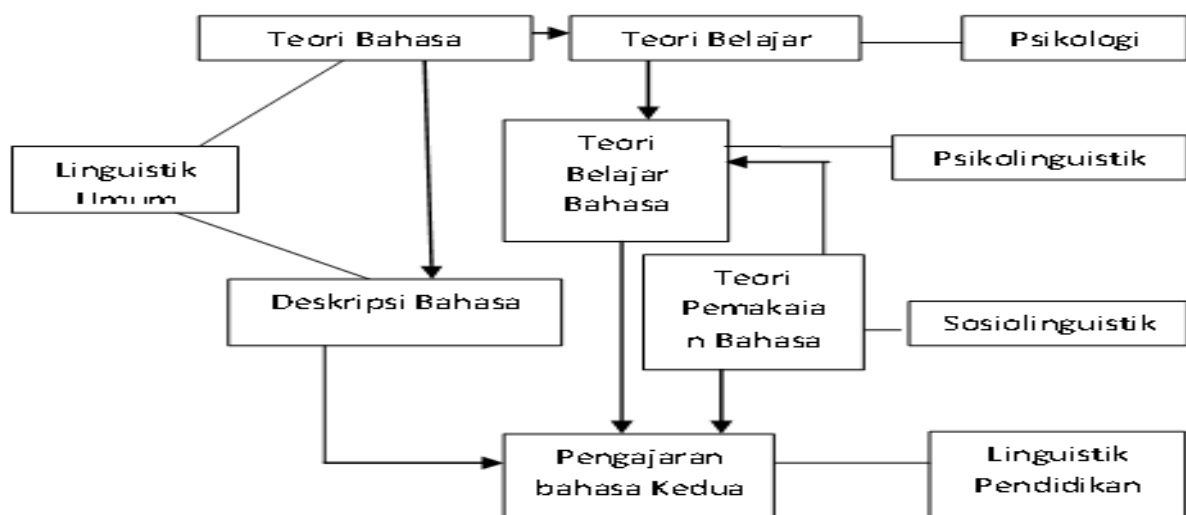 Teori Bahasa
Teori Belajar
Psikologi
Teori
Belajar
Bahasa
Psikolinguistik
Linguistik
Umum
Deskripsi Bahasa
Teori
Pemakaia
n Bahasa
Sosiolinguistik
Pengajaran
bahasa Kedua
Linguistik
Pendidikan